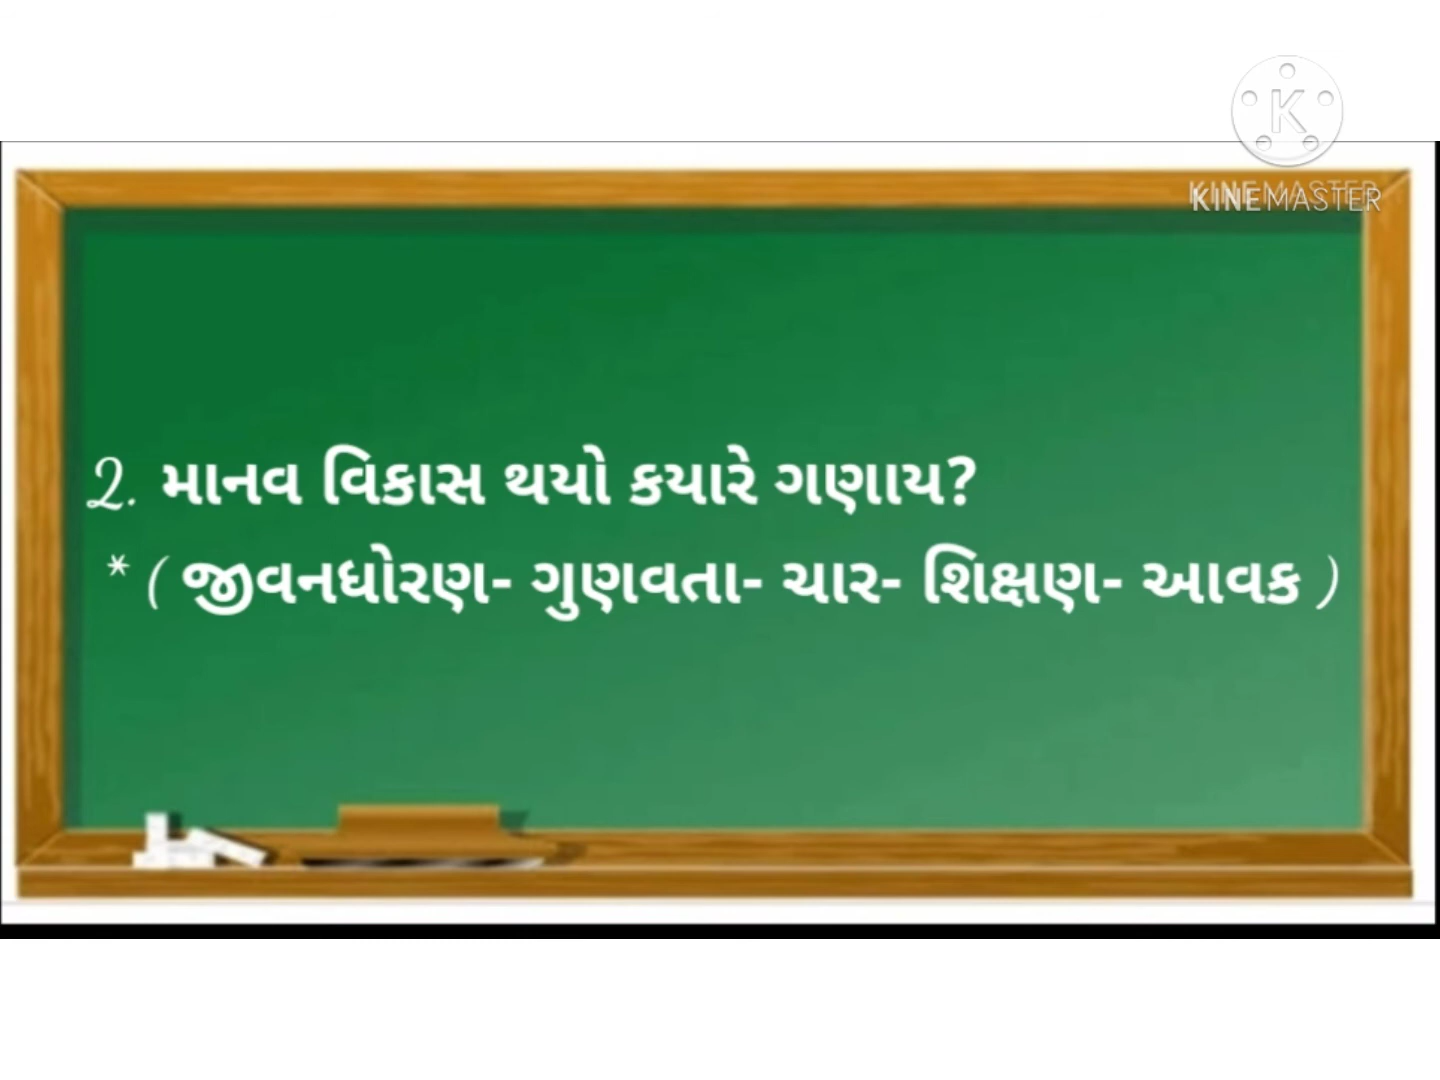 K
KINEMASTER
2. માનવ વિકાસ થયો કયારે ગણાય?
* ( જીવનધોરણ- ગુણવતા- ચાર- શિક્ષણ- આવક )